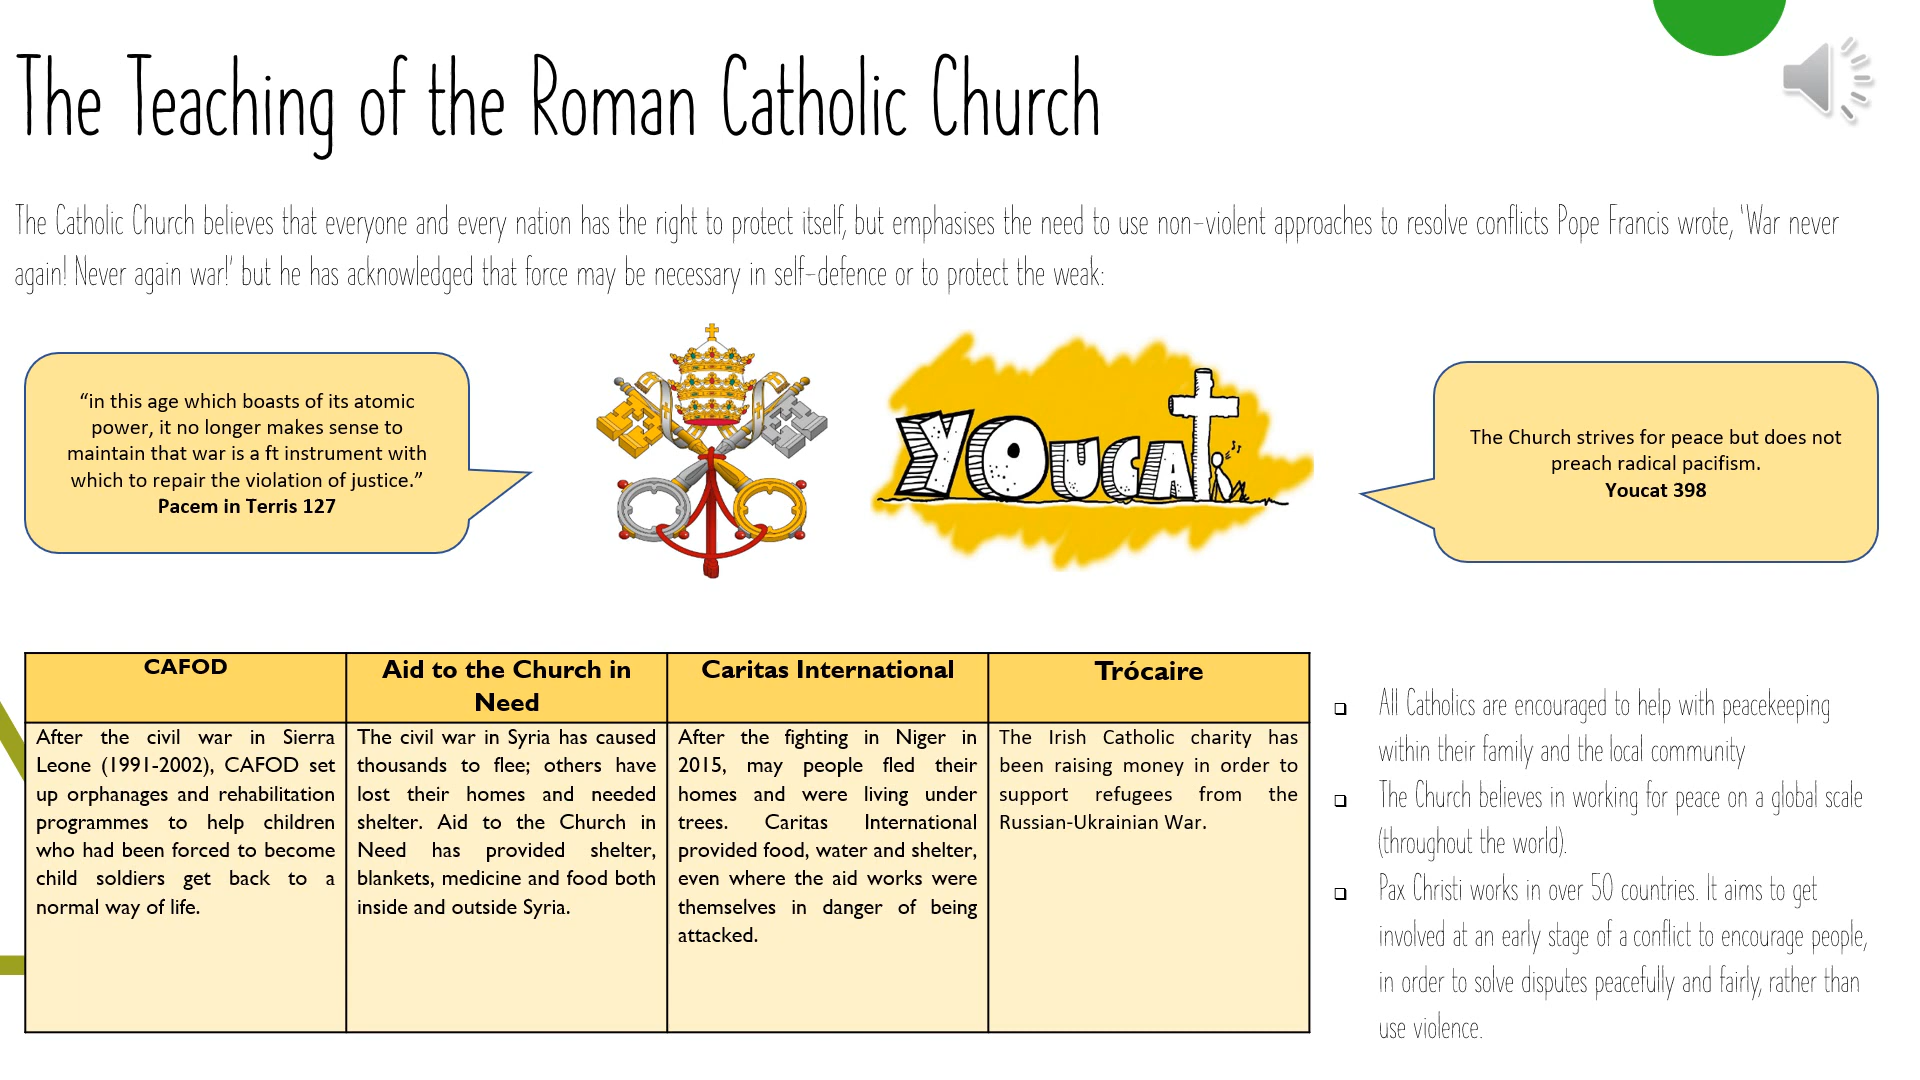 The Teaching of the Roman Catholic Church
The Catholic Church believes that everyone and every nation has the right to protect itself, but emphasises the need to use non-violent approaches to resolve conflicts Pope Francis wrote, ‘War never
again! Never again war!’ but he has acknowledged that force may be necessary in self-defence or to protect the weak:
“in this age which boasts of its atomic
power, it no longer makes sense to
maintain that war is a ft instrument with
which to repair the violation of justice.”
Pacem in Terris 127
YOUCAT
The Church strives for peace but does not
preach radical pacifism.
Youcat 398
CAFOD
After the civil war in Sierra
Leone (1991-2002), CAFOD set
up orphanages and rehabilitation
programmes to help children
who had been forced to become
child soldiers get back to a
normal way of life.
Aid to the Church in
Need
The civil war in Syria has caused
thousands to flee; others have
lost their homes and needed
shelter. Aid to the Church in
Need has provided shelter,
blankets, medicine and food both
inside and outside Syria.
Caritas International
After the fighting in Niger in
2015, may people fled their
homes and were living under
trees. Caritas International
provided food, water and shelter,
even where the aid works were
themselves in danger of being
attacked.
Trócaire
The Irish Catholic charity has
been raising money in order to
support refugees from the
Russian-Ukrainian War.
All Catholics are encouraged to help with peacekeeping
within their family and the local community
The Church believes in working for peace on a global scale
(throughout the world).
Pax Christi works in over 50 countries. It aims to get
involved at an early stage of a conflict to encourage people,
in order to solve disputes peacefully and fairly, rather than
use violence.